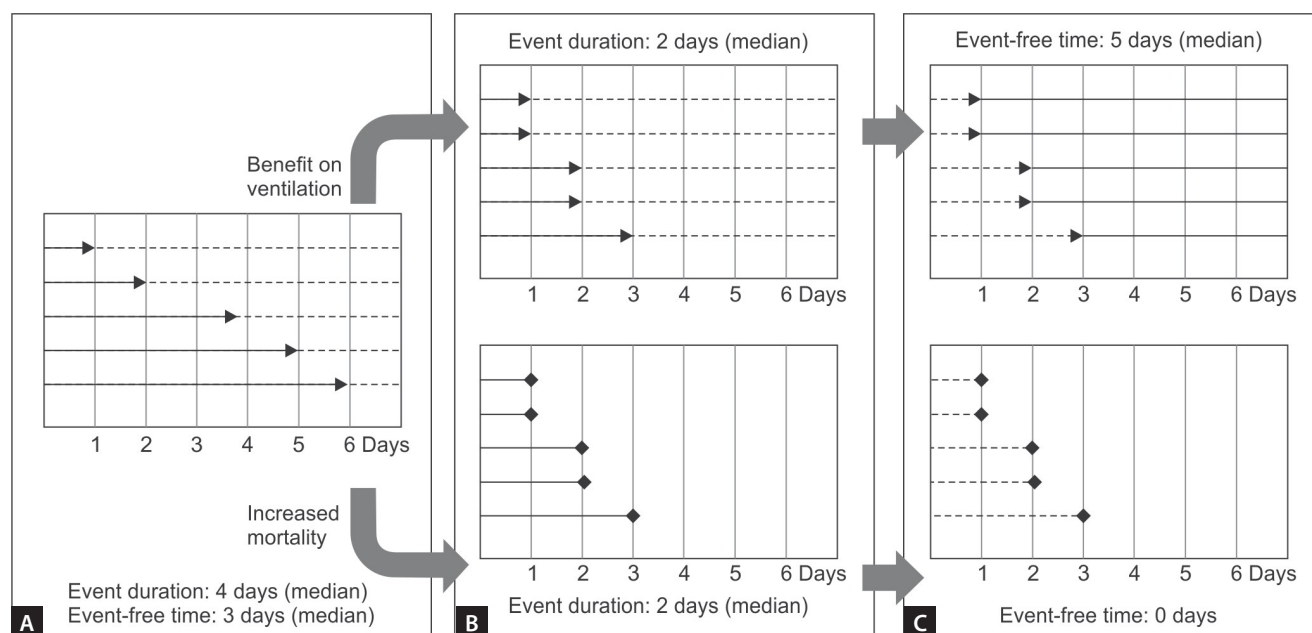 Benefit on
ventilation
1 2 3 4 5 6 Days
Increased
mortality
Event duration: 4 days (median)
Event-free time: 3 days (median)
A
Event duration: 2 days (median)
1 2 3 4 5 6 Days
1 2 3 4 5 6 Days
Event duration: 2 days (median)
B
Event-free time: 5 days (median)
1 2 3 4 5 6 Days
1 2 3 4 5 6 Days
Event-free time: 0 days
C